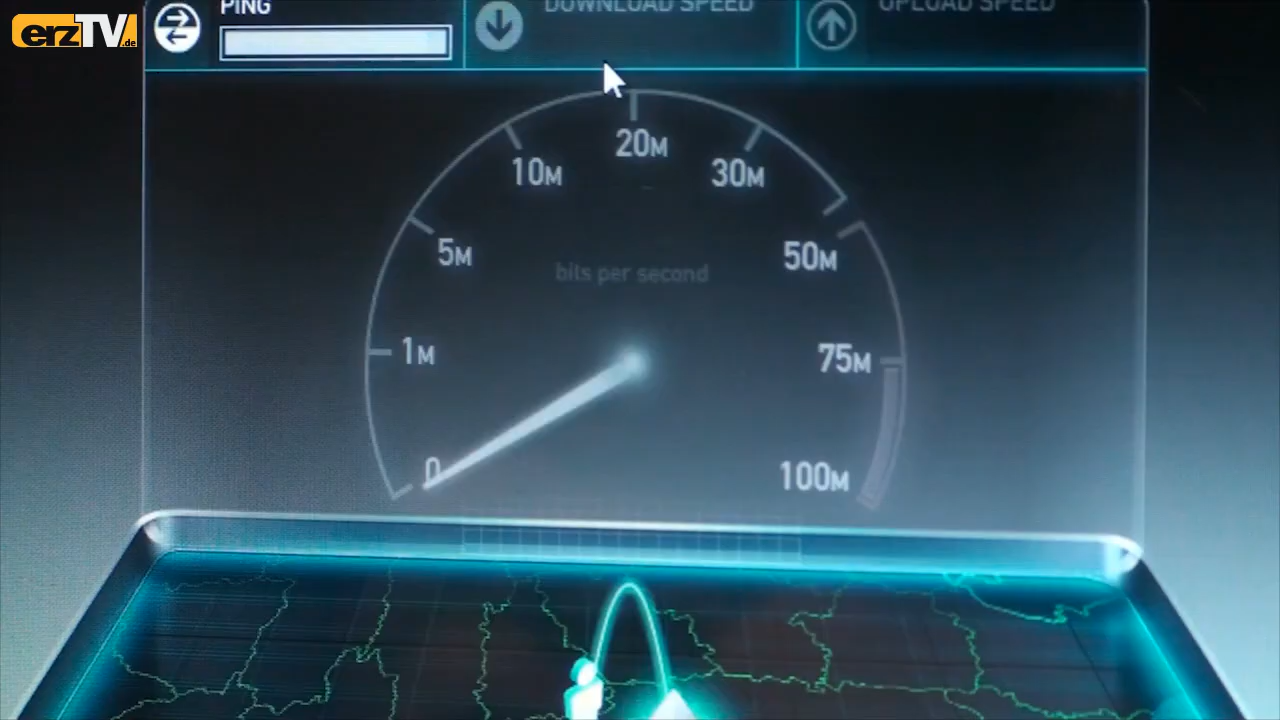 erzTV.de
PING
DOWNLOAD SPEED
UPLOAD SPEED
20M
10M
30M
5M
50M
bits per second
1M
75M
0
100M